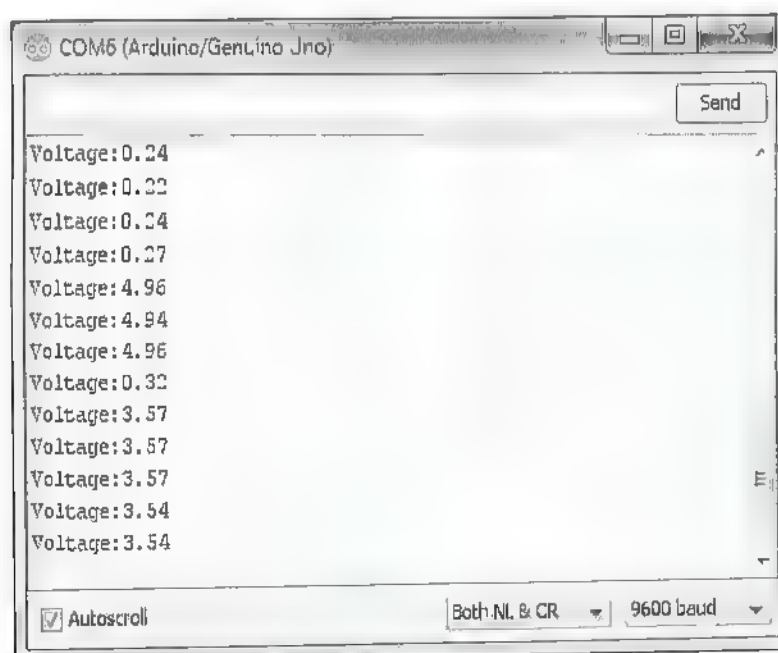 COM6 (Arduino/Genuino Uno)
Send
Voltage:0.24
Voltage:0.22
Voltage:0.24
Voltage:0.27
Voltage:4.96
Voltage:4.94
Voltage:4.96
Voltage:0.32
Voltage:3.57
Voltage:3.57
Voltage:3.57
Voltage:3.54
Voltage:3.54
Autoscroll
Both NL & CR
9600 baud